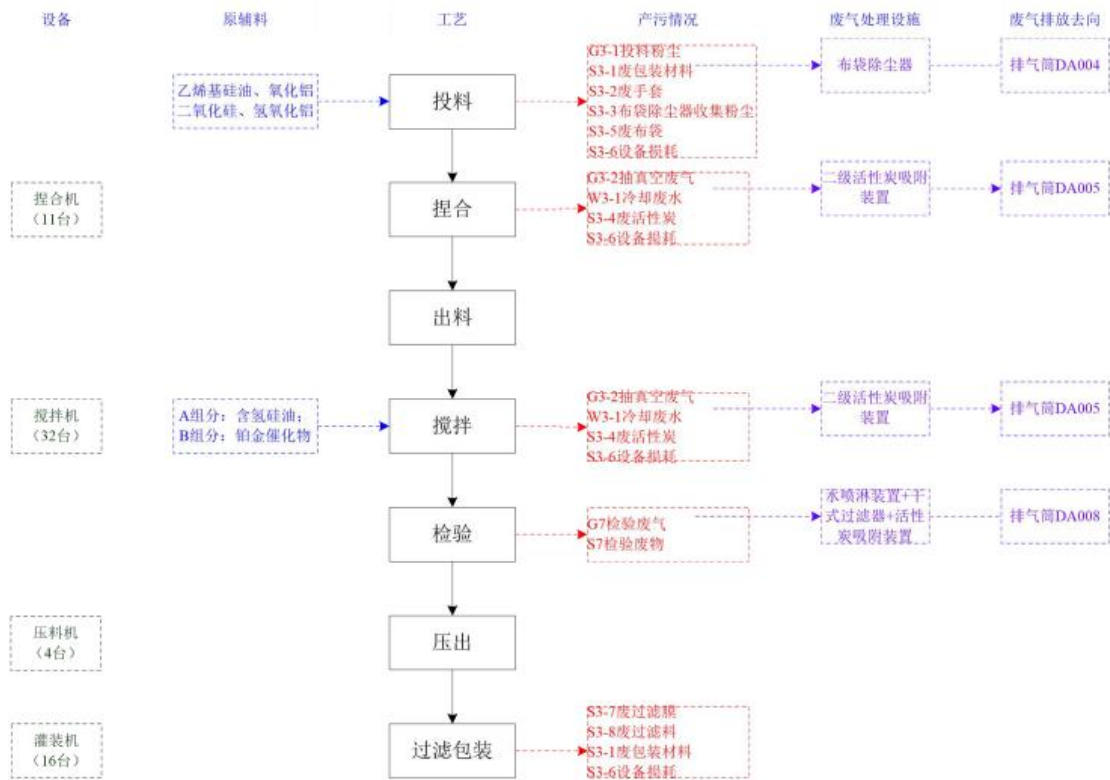 设备
原辅料
工艺
产污情况
废气处理设施
废气排放去向
乙烯基硅油、氧化铝
二氧化硅、氢氧化铝
投料
G3-1投料粉尘
S3-1废包装材料
S3-2废手套
S3-3布袋除尘器收集粉尘
S3-5废布袋
S3-6设备损耗
布袋除尘器
排气筒DA004
捏合机
（11台）
捏合
G3-2抽真空废气
W3-1冷却废水
S3-4废活性炭
S3-6设备损耗
二级活性炭吸附
装置
排气筒DA005
出料
搅拌机
（32台）
A组分：含氢硅油；
B组分：铂金催化物
搅拌
G3-2抽真空废气
W3-1冷却废水
S3-4废活性炭
S3-6设备损耗
二级活性炭吸附
装置
排气筒DA005
检验
G7检验废气
S7检验废物
水喷淋装置+干
式过滤器+活性
炭吸附装置
排气筒DA008
压料机
（4台）
压出
灌装机
（16台）
过滤包装
S3-7废过滤膜
S3-8废过滤料
S3-1废包装材料
S3-6设备损耗